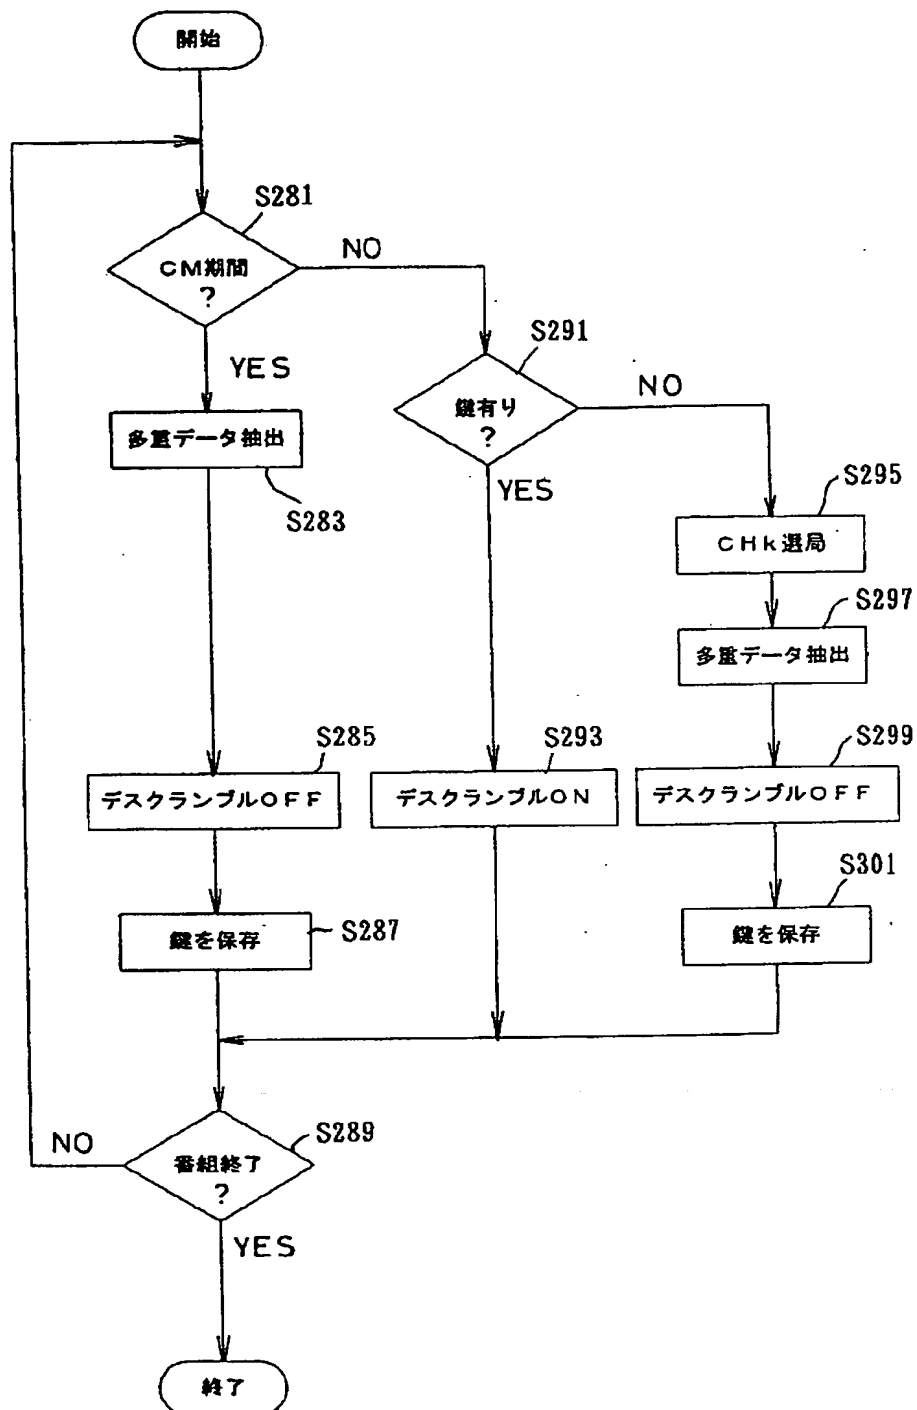 開始
S281
CM期間
?
NO
YES
S291
鍵有り
?
NO
YES
多重データ抽出
S283
S295
CHk選局
S297
多重データ抽出
S285
デスクランブルOFF
S293
デスクランブルON
S299
デスクランブルOFF
S287
鍵を保存
S301
鍵を保存
S289
番組終了
?
NO
YES
終了